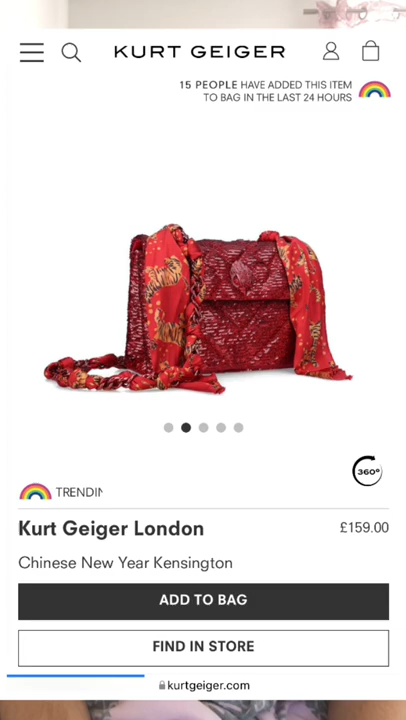 KURT GEIGER
15 PEOPLE HAVE ADDED THIS ITEM
TO BAG IN THE LAST 24 HOURS
360°
TRENDIN
Kurt Geiger London
£159.00
Chinese New Year Kensington
ADD TO BAG
FIND IN STORE
kurtgeiger.com